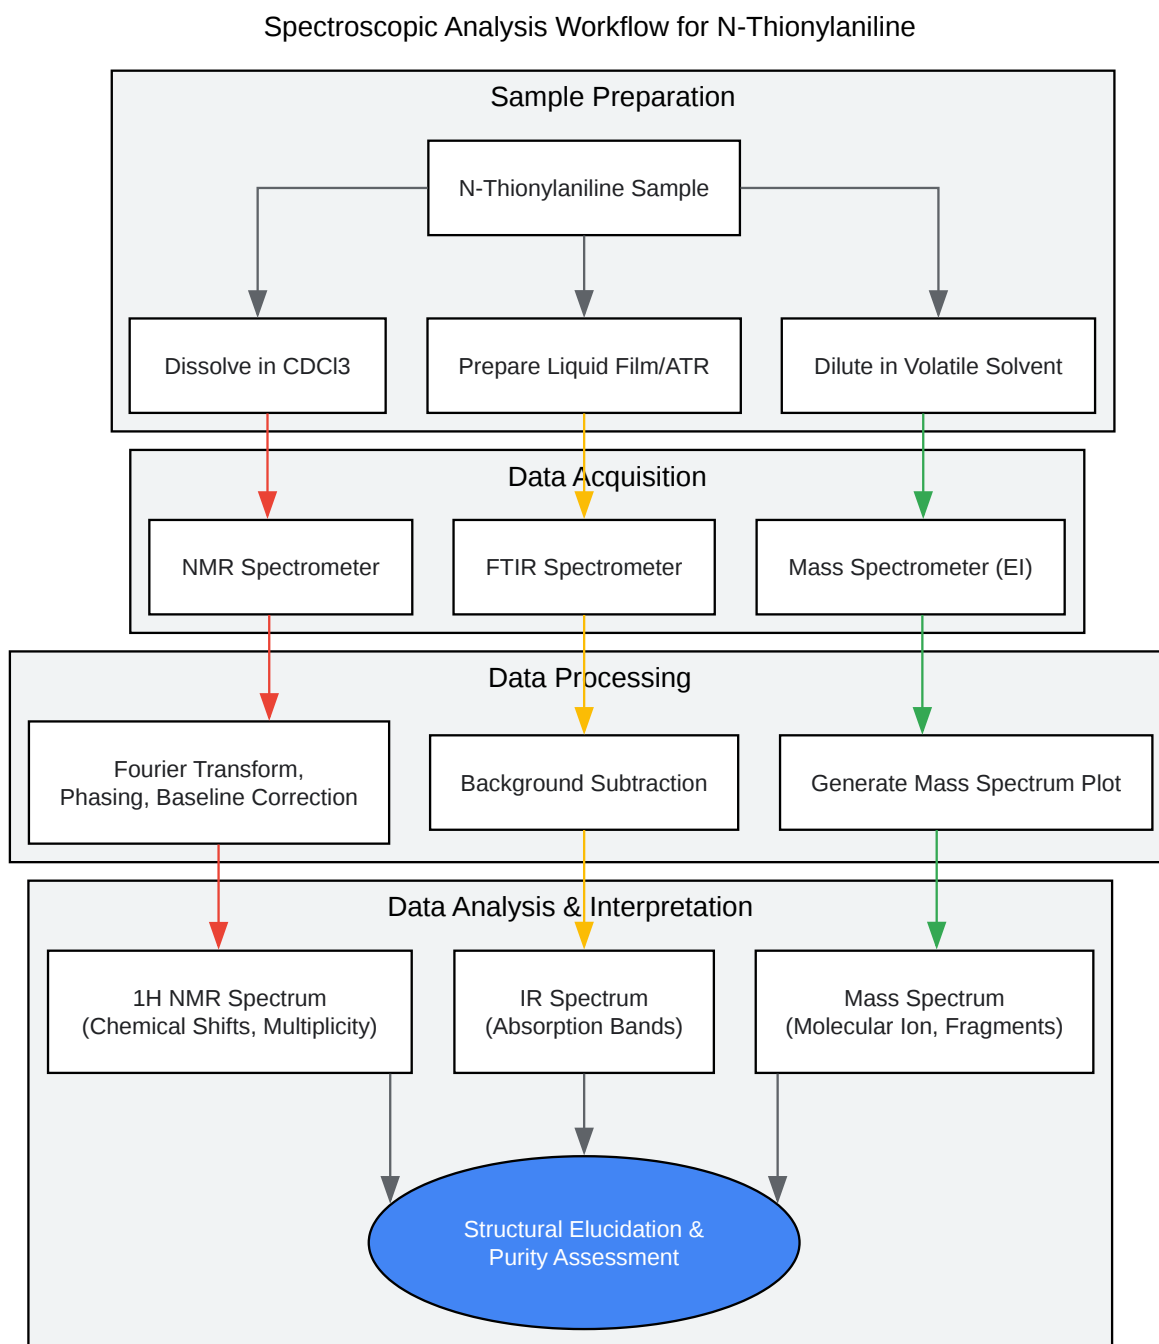 Spectroscopic Analysis Workflow for N-Thionylaniline
Sample Preparation
N-Thionylaniline Sample
Dissolve in CDCl3
Prepare Liquid Film/ATR
Dilute in Volatile Solvent
Data Acquisition
NMR Spectrometer
FTIR Spectrometer
Mass Spectrometer (EI)
Data Processing
Fourier Transform,
Phasing, Baseline Correction
Background Subtraction
Generate Mass Spectrum Plot
Data Analysis & Interpretation
1H NMR Spectrum
(Chemical Shifts, Multiplicity)
IR Spectrum
(Absorption Bands)
Mass Spectrum
(Molecular Ion, Fragments)
Structural Elucidation &
Purity Assessment